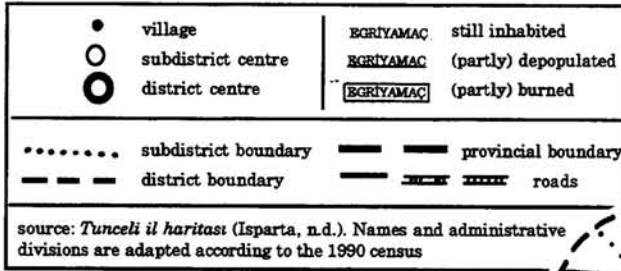 village
subdistrict centre
district centre
EGRİYAMAÇ still inhabited
EGRİYAMAÇ (partly) depopulated
EGRİYAMAÇ (partly) burned
subdistrict boundary
district boundary
provincial boundary
roads
source: Tunceli il haritası (Isparta, n.d.). Names and administrative
divisions are adapted according to the 1990 census